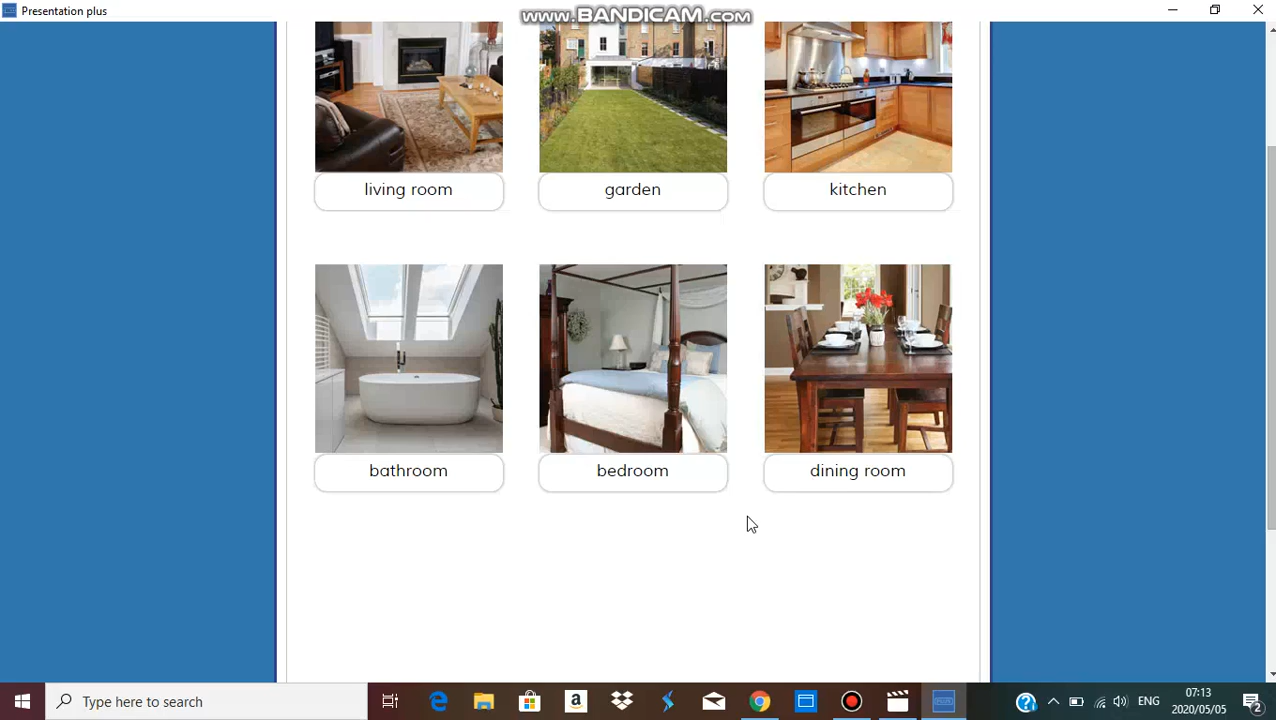 Presentation plus
www.BANDICAM.com
living room
garden
kitchen
bathroom
bedroom
dining room
Type here to search
ENG
07:13
2020/05/05
2